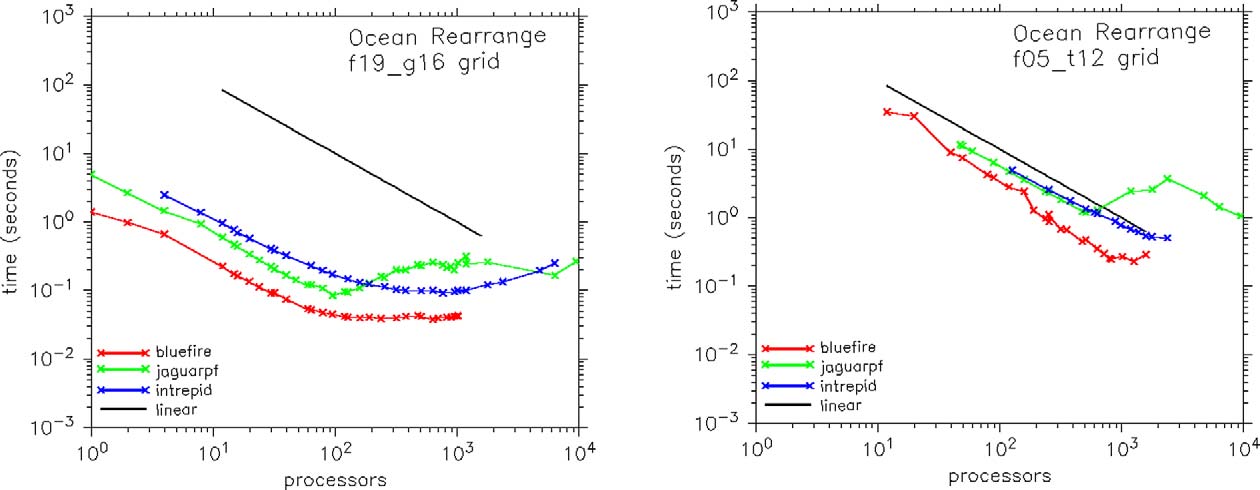 Ocean Rearrange
f19_g16 grid
time (seconds)
10³
10²
10¹
10⁰
10⁻¹
10⁻²
10⁻³
bluefire
jaguarpf
intrepid
linear
10⁰ 10¹ 10² 10³ 10⁴
processors
Ocean Rearrange
f05_t12 grid
time (seconds)
10³
10²
10¹
10⁰
10⁻¹
10⁻²
10⁻³
bluefire
jaguarpf
intrepid
linear
10⁰ 10¹ 10² 10³ 10⁴
processors